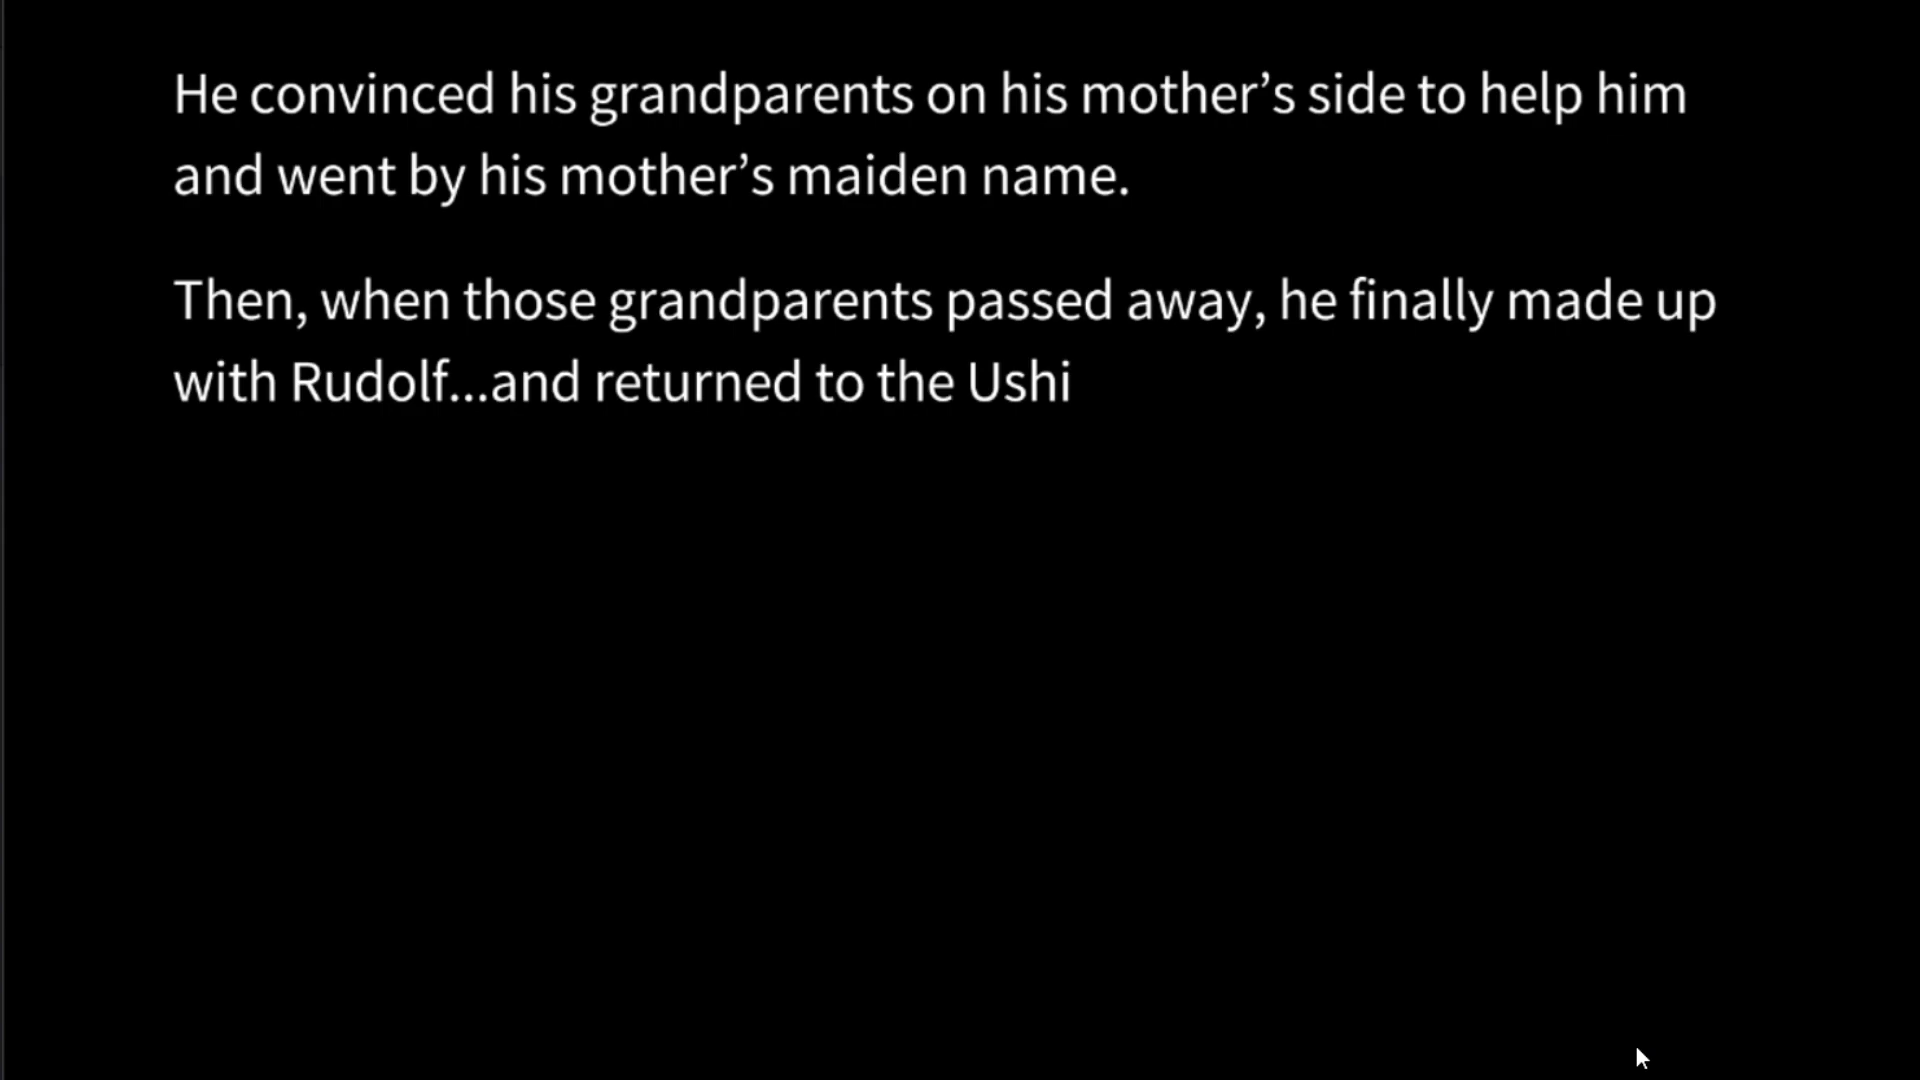 He convinced his grandparents on his mother’s side to help him
and went by his mother’s maiden name.
Then, when those grandparents passed away, he finally made up
with Rudolf...and returned to the Ushi